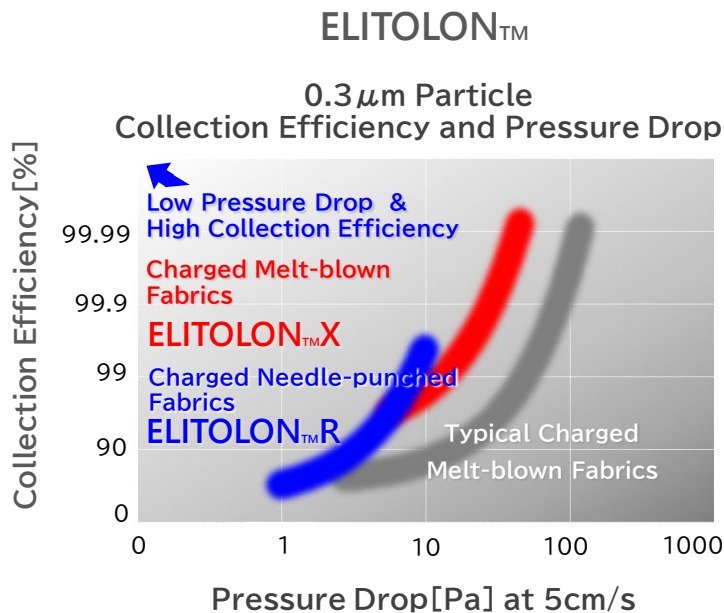 ELITOLON™
0.3μm Particle
Collection Efficiency and Pressure Drop
Collection Efficiency[%]
Low Pressure Drop &
High Collection Efficiency
99.99
Charged Melt-blown
Fabrics
99.9
ELITOLON™X
99
Charged Needle-punched
Fabrics
ELITOLON™R
Typical Charged
90
Melt-blown Fabrics
0
0 1 10 100 1000
Pressure Drop[Pa] at 5cm/s